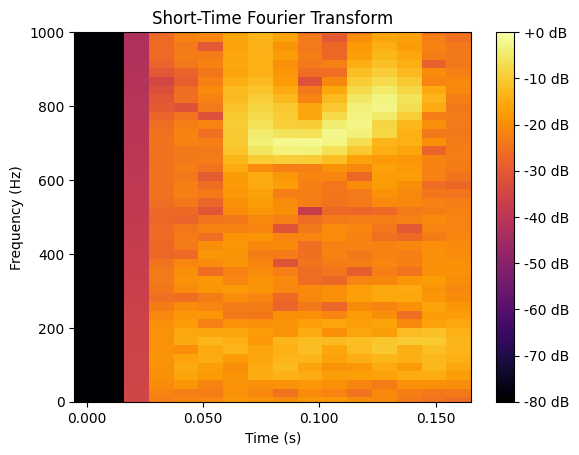 Short-Time Fourier Transform
1000
800
600
400
200
0
Frequency (Hz)
0.000
0.050
0.100
0.150
Time (s)
+0 dB
-10 dB
-20 dB
-30 dB
-40 dB
-50 dB
-60 dB
-70 dB
-80 dB